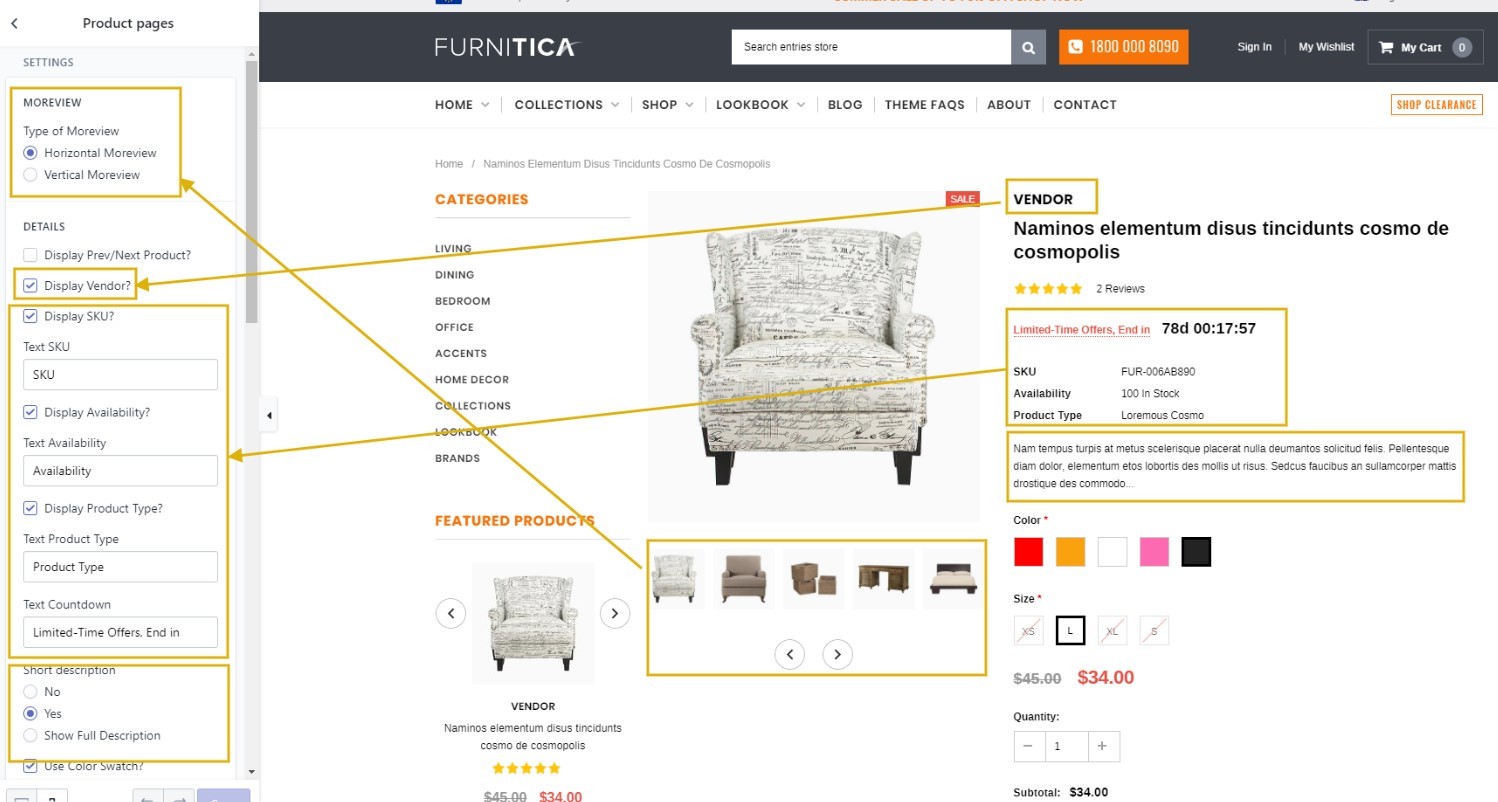 Product pages
SETTINGS
MOREVIEW
Type of Moreview
Horizontal Moreview
Vertical Moreview
DETAILS
Display Prev/Next Product?
Display Vendor?
Display SKU?
Text SKU
SKU
Display Availability?
Text Availability
Availability
Display Product Type?
Text Product Type
Product Type
Text Countdown
Limited-Time Offers, End in
Short description
No
Yes
Show Full Description
Use Color Swatch?
FURNITICA
Search entries store
1800 000 8090
Sign In
My Wishlist
My Cart 0
HOME COLLECTIONS SHOP LOOKBOOK BLOG THEME FAQS ABOUT CONTACT
SHOP CLEARANCE
Home / Naminos Elementum Disus Tincidunts Cosmo De Cosmopolis
CATEGORIES
LIVING
DINING
BEDROOM
OFFICE
ACCENTS
HOME DECOR
COLLECTIONS
LOOKBOOK
BRANDS
FEATURED PRODUCTS
VENDOR
Naminos elementum disus tincidunts
cosmo de cosmopolis
$45.00 $34.00
SALE
VENDOR
Naminos elementum disus tincidunts cosmo de
cosmopolis
2 Reviews
Limited-Time Offers, End in 78d 00:17:57
SKU FUR-006AB890
Availability 100 In Stock
Product Type Loremous Cosmo
Nam tempus turpis at metus scelerisque placerat nulla deumantos solicitud felis. Pellentesque
diam dolor, elementum etos lobortis des mollis ut risus. Sedcus faucibus an sullamcorper mattis
drostique des commodo...
Color *
Size *
XS L XL S
$45.00 $34.00
Quantity:
− 1 +
Subtotal: $34.00